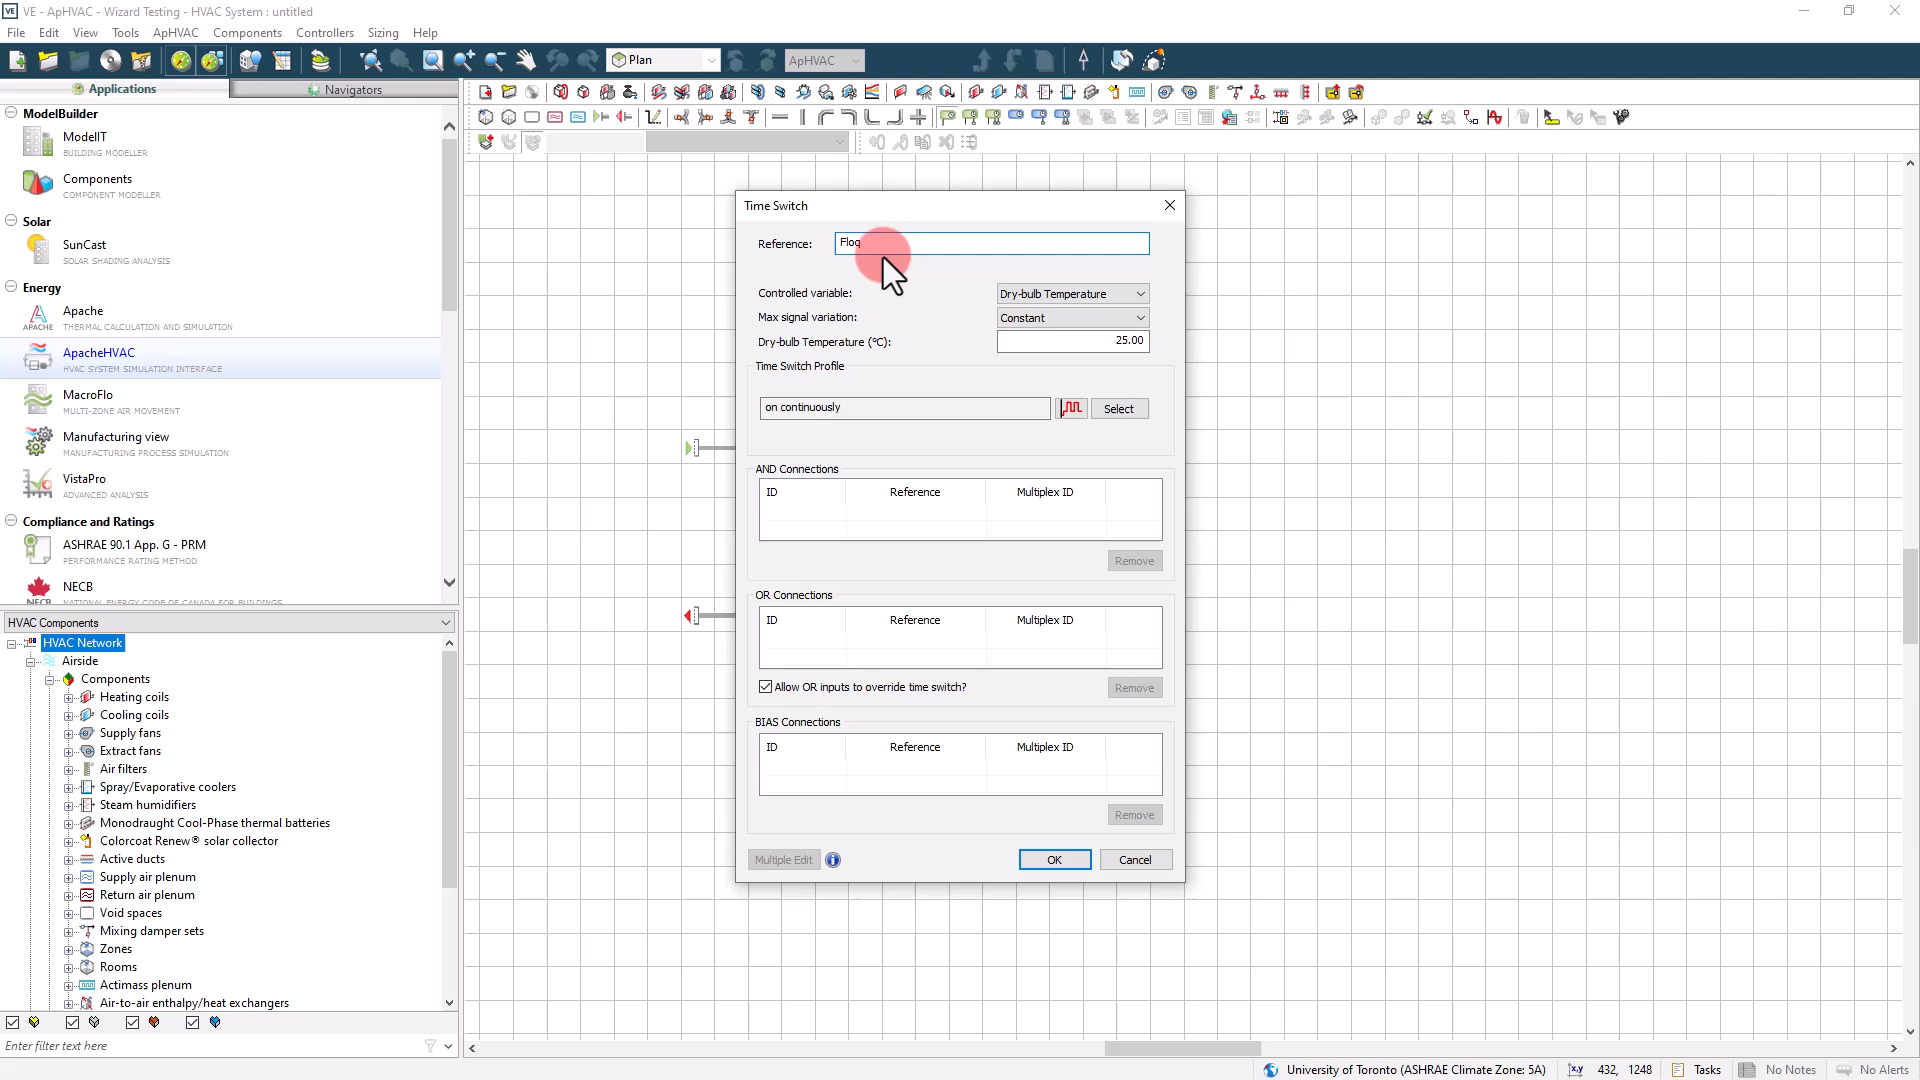 VE - ApHVAC - Wizard Testing - HVAC System : untitled
File Edit View Tools ApHVAC Components Controllers Sizing Help
Plan
ApHVAC
Applications
Navigators
ModelBuilder
ModelIT
BUILDING MODELLER
Components
COMPONENT MODELLER
Solar
SunCast
SOLAR SHADING ANALYSIS
Energy
Apache
THERMAL CALCULATION AND SIMULATION
APACHE
ApacheHVAC
HVAC SYSTEM SIMULATION INTERFACE
MacroFlo
MULTI-ZONE AIR MOVEMENT
Manufacturing view
MANUFACTURING PROCESS SIMULATION
VistaPro
ADVANCED ANALYSIS
Compliance and Ratings
ASHRAE 90.1 App. G - PRM
PERFORMANCE RATING METHOD
NECB
NECB
NATIONAL ENERGY CODE OF CANADA FOR BUILDINGS
HVAC Components
HVAC Network
Airside
Components
Heating coils
Cooling coils
Supply fans
Extract fans
Air filters
Spray/Evaporative coolers
Steam humidifiers
Monodraught Cool-Phase thermal batteries
Colorcoat Renew® solar collector
Active ducts
Supply air plenum
Return air plenum
Void spaces
Mixing damper sets
Zones
Rooms
Actimass plenum
Air-to-air enthalpy/heat exchangers
Enter filter text here
Time Switch
Reference: Floq
Controlled variable: Dry-bulb Temperature
Max signal variation: Constant
Dry-bulb Temperature (°C): 25.00
Time Switch Profile
on continuously
Select
AND Connections
ID Reference Multiplex ID
Remove
OR Connections
ID Reference Multiplex ID
Allow OR inputs to override time switch?
Remove
BIAS Connections
ID Reference Multiplex ID
Remove
Multiple Edit
OK
Cancel
University of Toronto (ASHRAE Climate Zone: 5A)
x,y
432, 1248
Tasks
No Notes
No Alerts